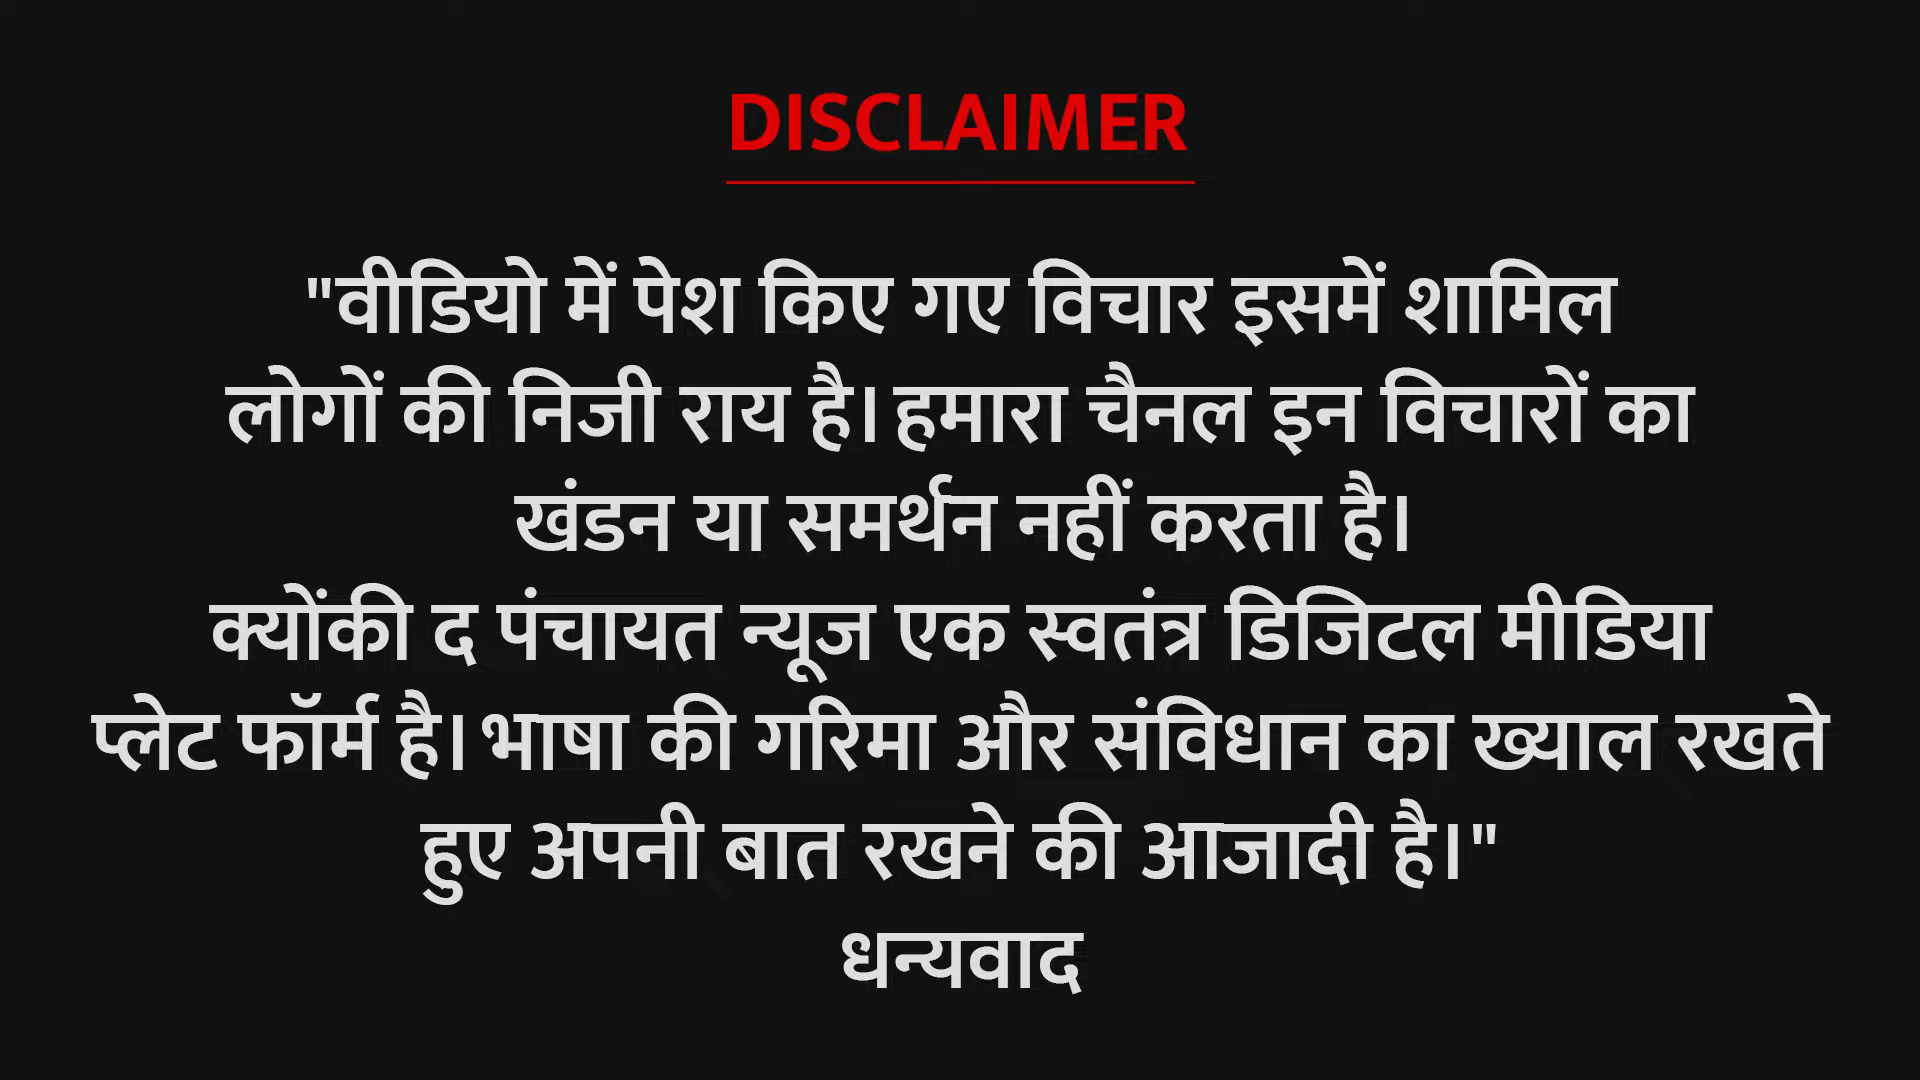 DISCLAIMER
"वीडियो में पेश किए गए विचार इसमें शामिल
लोगों की निजी राय है। हमारा चैनल इन विचारों का
खंडन या समर्थन नहीं करता है।
क्योंकी द पंचायत न्यूज एक स्वतंत्र डिजिटल मीडिया
प्लेट फॉर्म है। भाषा की गरिमा और संविधान का ख्याल रखते
हुए अपनी बात रखने की आजादी है।"
धन्यवाद